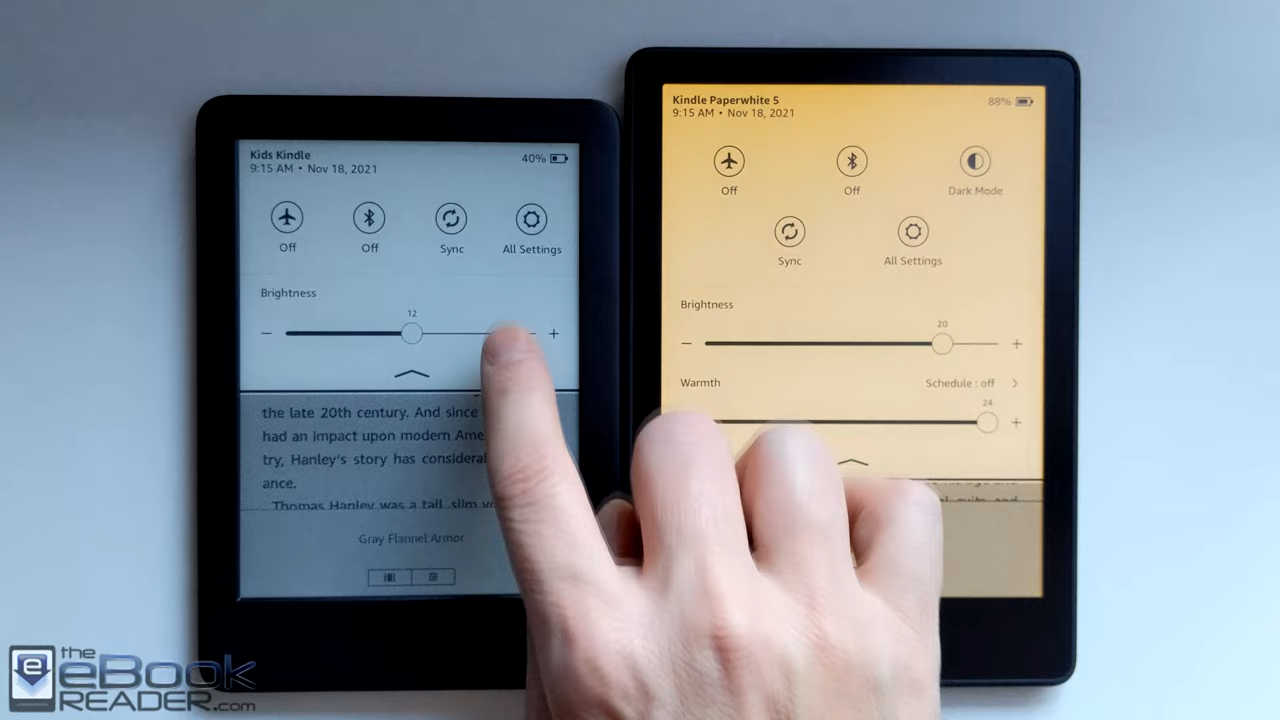 Kids Kindle
9:15 AM • Nov 18, 2021
40%
Off
Off
Sync
All Settings
Brightness
12
− +
the late 20th century. And since
had an impact upon modern
try, Hanley's story has
ance.
Thomas Hanley was a tall, slim
Gray Flannel Armor
Kindle Paperwhite 5
9:15 AM • Nov 18, 2021
88%
Off
Off
Dark Mode
Sync
All Settings
Brightness
20
− +
Warmth
Schedule : off >
24
+
the eBook READER.com